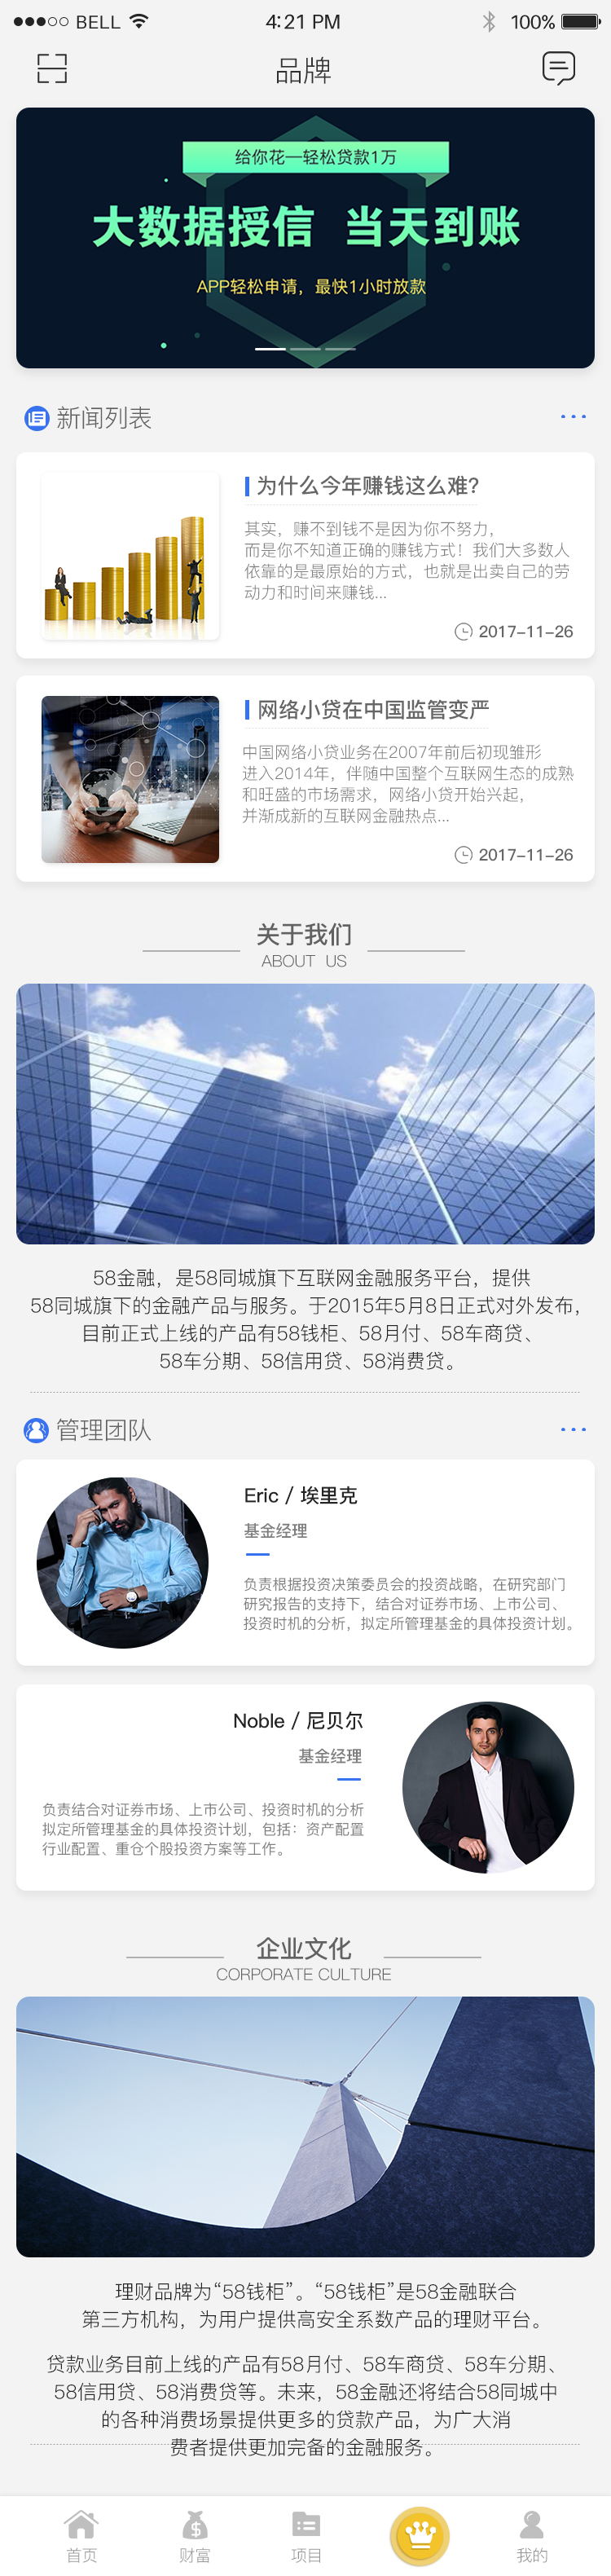 BELL
4:21 PM
100%
品牌
给你花一轻松贷款1万
大数据授信 当天到账
APP轻松申请，最快1小时放款
新闻列表
为什么今年赚钱这么难?
其实，赚不到钱不是因为你不努力，
而是你不知道正确的赚钱方式！我们大多数人
依靠的是最原始的方式，也就是出卖自己的劳
动力和时间来赚钱...
2017-11-26
网络小贷在中国监管变严
中国网络小贷业务在2007年前后初现雏形
进入2014年，伴随中国整个互联网生态的成熟
和旺盛的市场需求，网络小贷开始兴起，
并渐成新的互联网金融热点...
2017-11-26
关于我们
ABOUT US
58金融，是58同城旗下互联网金融服务平台，提供
58同城旗下的金融产品与服务。于2015年5月8日正式对外发布，
目前正式上线的产品有58钱柜、58月付、58车商贷、
58车分期、58信用贷、58消费贷。
管理团队
Eric / 埃里克
基金经理
负责根据投资决策委员会的投资战略，在研究部门
研究报告的支持下，结合对证券市场、上市公司、
投资时机的分析，拟定所管理基金的具体投资计划。
Noble / 尼贝尔
基金经理
负责结合对证券市场、上市公司、投资时机的分析
拟定所管理基金的具体投资计划，包括：资产配置
行业配置、重仓个股投资方案等工作。
企业文化
CORPORATE CULTURE
理财品牌为“58钱柜”。“58钱柜”是58金融联合
第三方机构，为用户提供高安全系数产品的理财平台。
贷款业务目前上线的产品有58月付、58车商贷、58车分期、
58信用贷、58消费贷等。未来，58金融还将结合58同城中
的各种消费场景提供更多的贷款产品，为广大消
费者提供更加完备的金融服务。
首页
财富
项目
我的